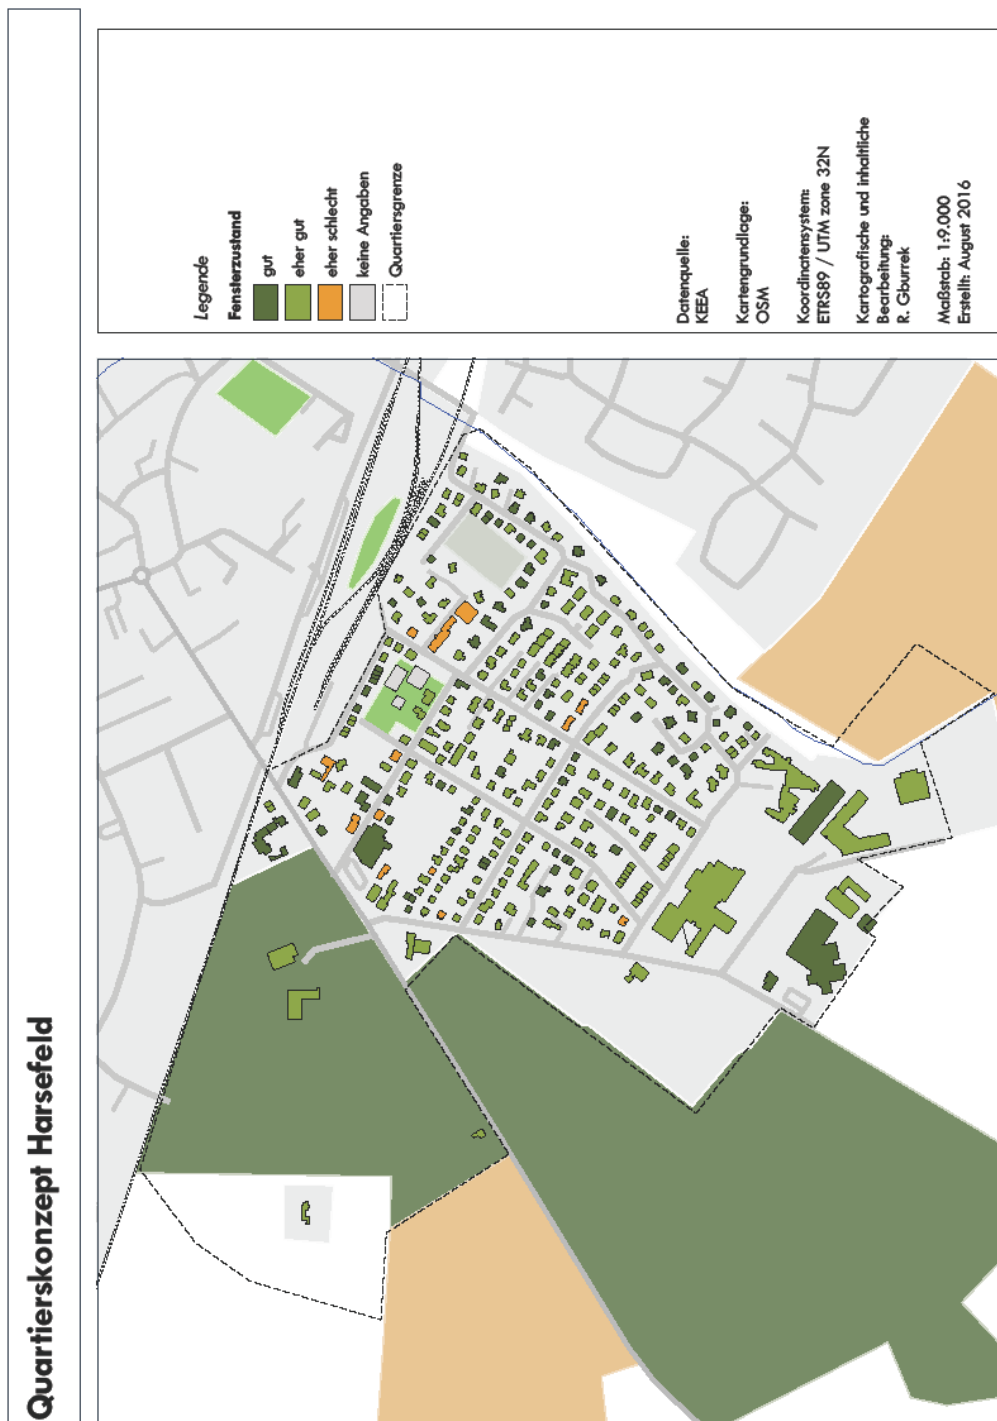 Quartierskonzept Harsefeld
Legende
Fensterzustand
gut
eher gut
eher schlecht
keine Angaben
Quartiersgrenze
Datenquelle:
KEEA
Kartengrundlage:
OSM
Koordinatensystem:
ETRS89 / UTM zone 32N
Kartografische und inhaltliche
Bearbeitung:
R. Gburrek
Maßstab: 1:9.000
Erstellt: August 2016